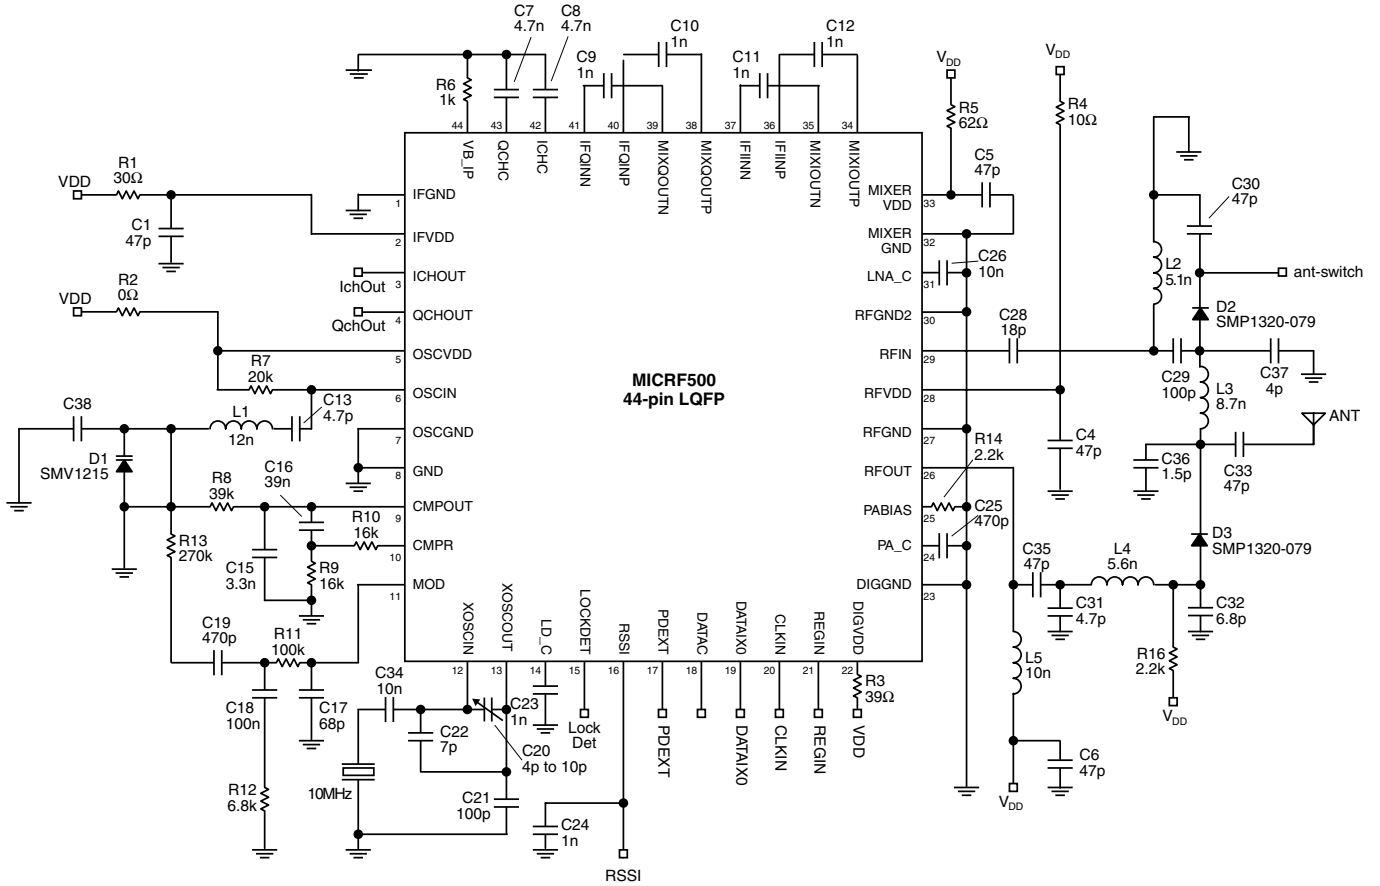 C7
4.7n
C8
4.7n
C9
1n
C10
1n
C11
1n
C12
1n
R6
1k
44
43
42
41
40
39
38
37
36
35
34
VB_IP
QCHC
ICHC
IFQINN
IFQINP
MIXQOUTN
MIXQOUTP
IFIINN
IFIINP
MIXIOUTN
MIXIOUTP
VDD
R5
62Ω
VDD
R4
10Ω
C5
47p
C30
47p
VDD
R1
30Ω
C1
47p
IFGND
1
IFVDD
2
ICHOUT
3
IchOut
QCHOUT
4
QchOut
OSCVDD
5
OSCIN
6
OSCGND
7
GND
8
CMPOUT
9
CMPR
10
MOD
11
VDD
R2
0Ω
R7
20k
C38
L1
12n
C13
4.7p
D1
SMV1215
R8
39k
C16
39n
R10
16k
R13
270k
C15
3.3n
R9
16k
C19
470p
R11
100k
C18
100n
C17
68p
R12
6.8k
MICRF500
44-pin LQFP
MIXER
VDD
33
MIXER
GND
32
LNA_C
31
RFGND2
30
RFIN
29
RFVDD
28
RFGND
27
RFOUT
26
PABIAS
25
PA_C
24
DIGGND
23
C26
10n
C28
18p
L2
5.1n
ant-switch
D2
SMP1320-079
C29
100p
C37
4p
L3
8.7n
ANT
R14
2.2k
C4
47p
C36
1.5p
C33
47p
C25
470p
D3
SMP1320-079
C35
47p
L4
5.6n
C31
4.7p
C32
6.8p
L5
10n
R16
2.2k
VDD
C6
47p
VDD
XOSCIN
XOSCOUT
LD_C
LOCKDET
RSSI
PDEXT
DATAC
DATAIX0
CLKIN
REGIN
DIGVDD
12
13
14
15
16
17
18
19
20
21
22
C34
10n
C22
7p
C23
1n
C20
4p to 10p
10MHz
C21
100p
C24
1n
Lock
Det
RSSI
PDEXT
DATAIX0
CLKIN
REGIN
VDD
R3
39Ω